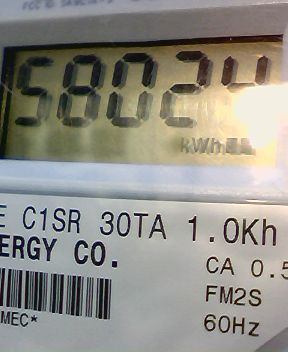 58024
kWh
E C1SR 30TA 1.0Kh
ERGY CO.
CA 0.5
FM2S
MEC*
60Hz